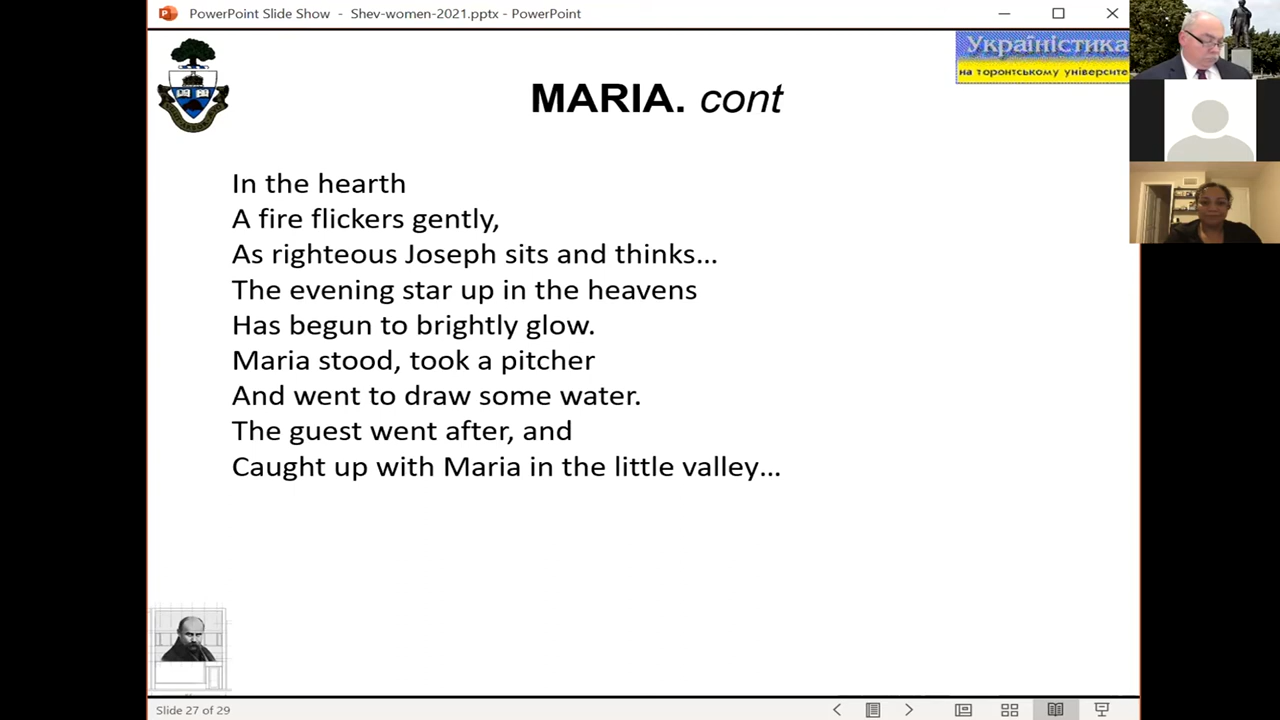 PowerPoint Slide Show - Shev-women-2021.pptx - PowerPoint
Україністика
на торонтському університе
MARIA. cont
In the hearth
A fire flickers gently,
As righteous Joseph sits and thinks…
The evening star up in the heavens
Has begun to brightly glow.
Maria stood, took a pitcher
And went to draw some water.
The guest went after, and
Caught up with Maria in the little valley…
Slide 27 of 29